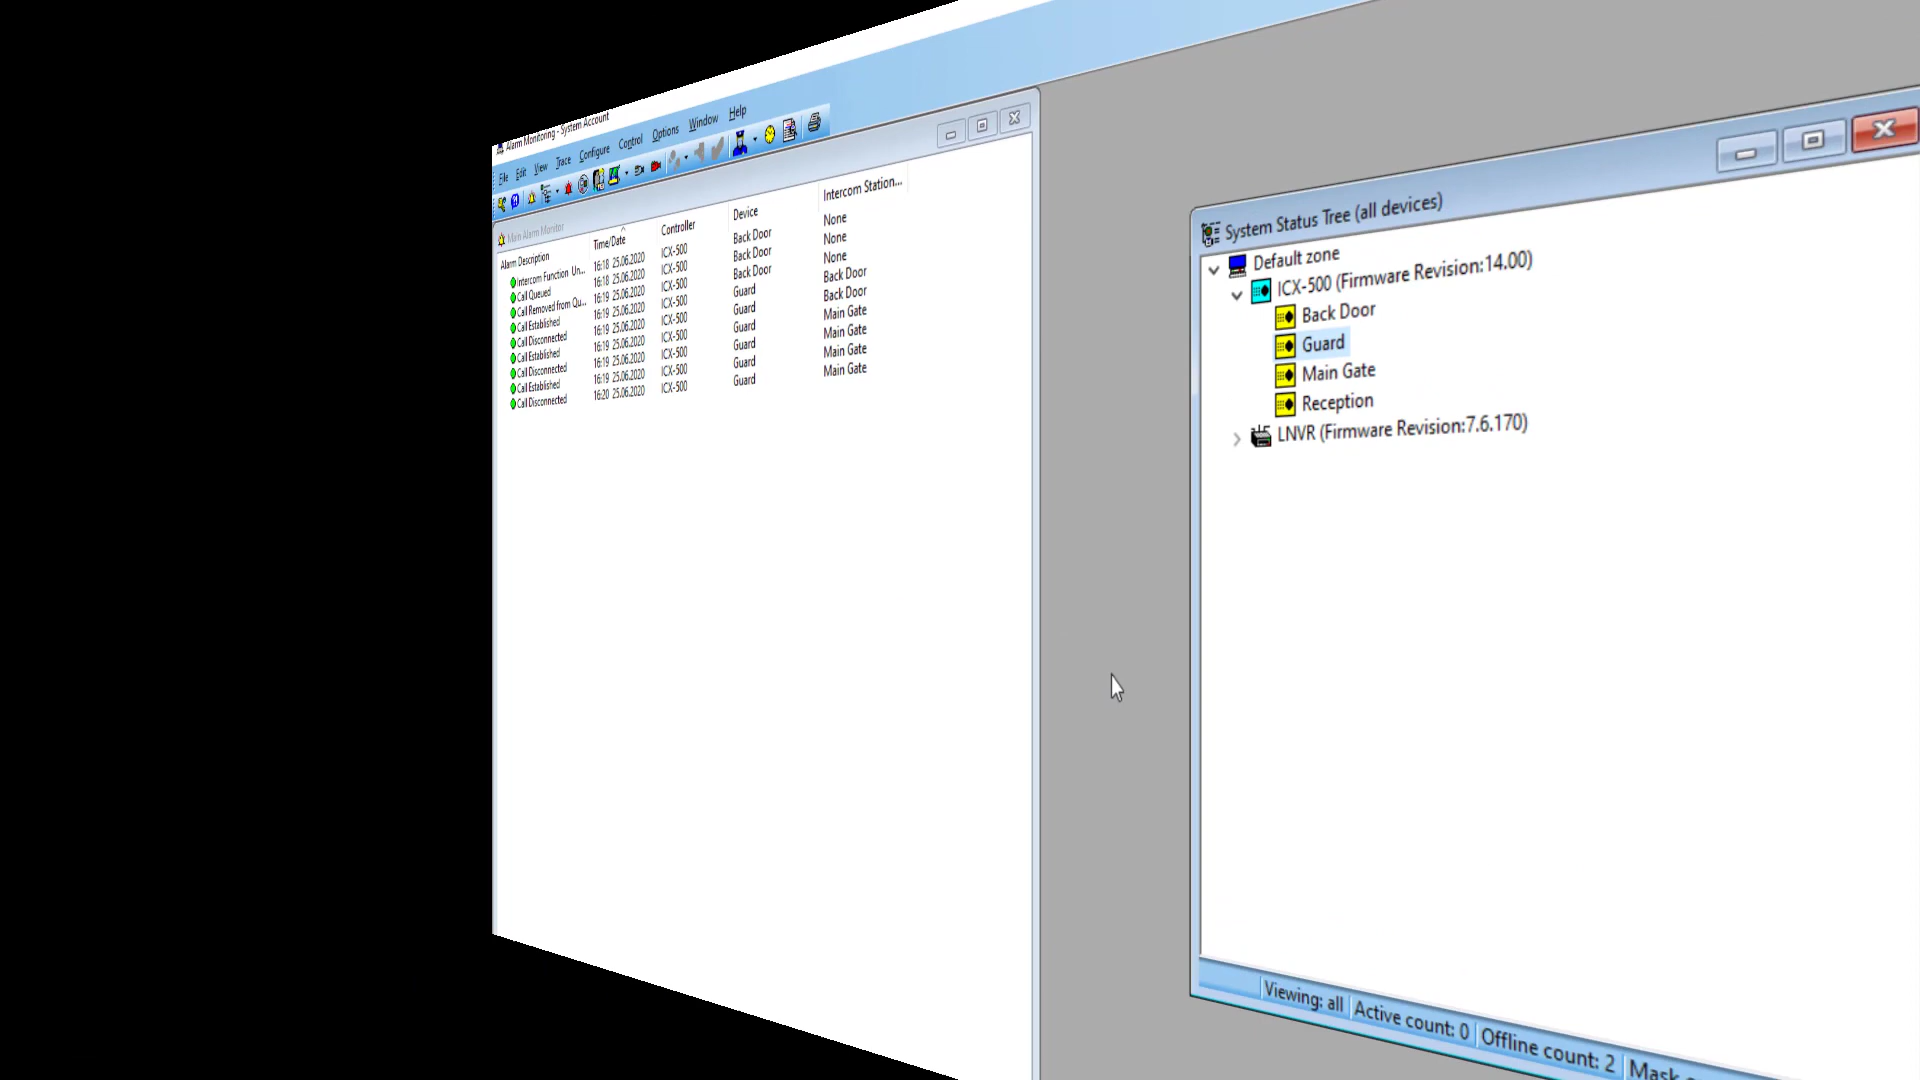 Alarm Monitoring - System Account
File Edit View Trace Configure Control Options Window Help
Main Alarm Monitor
Alarm Description Time/Date Controller Device Intercom Station...
Intercom Function Un... 16:18 25.06.2020 ICX-500 Back Door None
Call Queued 16:18 25.06.2020 ICX-500 Back Door None
Call Removed from Qu... 16:19 25.06.2020 ICX-500 Back Door None
Call Established 16:19 25.06.2020 ICX-500 Guard Back Door
Call Disconnected 16:19 25.06.2020 ICX-500 Guard Back Door
Call Established 16:19 25.06.2020 ICX-500 Guard Main Gate
Call Disconnected 16:19 25.06.2020 ICX-500 Guard Main Gate
Call Established 16:19 25.06.2020 ICX-500 Guard Main Gate
Call Disconnected 16:20 25.06.2020 ICX-500 Guard Main Gate
System Status Tree (all devices)
Default zone
ICX-500 (Firmware Revision:14.00)
Back Door
Guard
Main Gate
Reception
LNVR (Firmware Revision:7.6.170)
Viewing: all Active count: 0 Offline count: 2 Mask